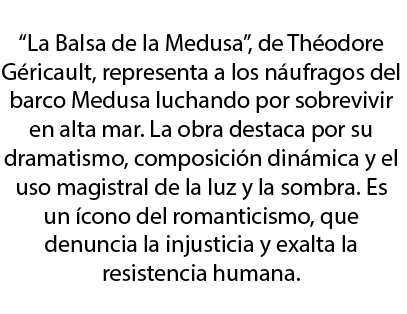 “La Balsa de la Medusa”, de Théodore
Géricault, representa a los náufragos del
barco Medusa luchando por sobrevivir
en alta mar. La obra destaca por su
dramatismo, composición dinámica y el
uso magistral de la luz y la sombra. Es
un ícono del romanticismo, que
denuncia la injusticia y exalta la
resistencia humana.